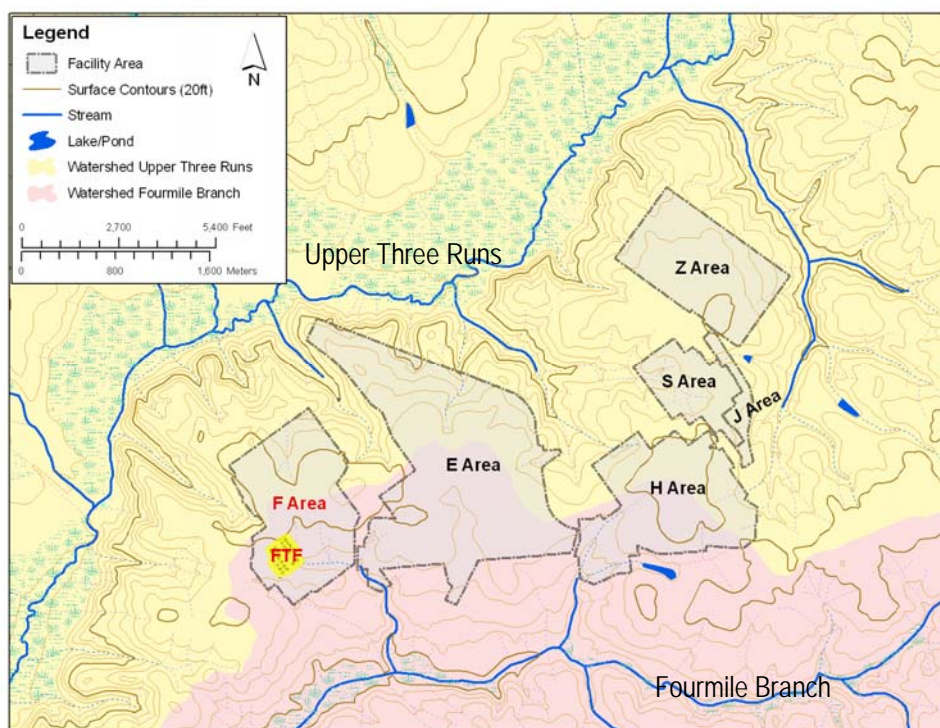 Legend
N
Facility Area
Surface Contours (20ft)
Stream
Lake/Pond
Watershed Upper Three Runs
Watershed Fourmile Branch
0 2,700 5,400 Feet
0 800 1,600 Meters
Upper Three Runs
Z Area
S Area
J Area
E Area
H Area
F Area
FTF
Fourmile Branch